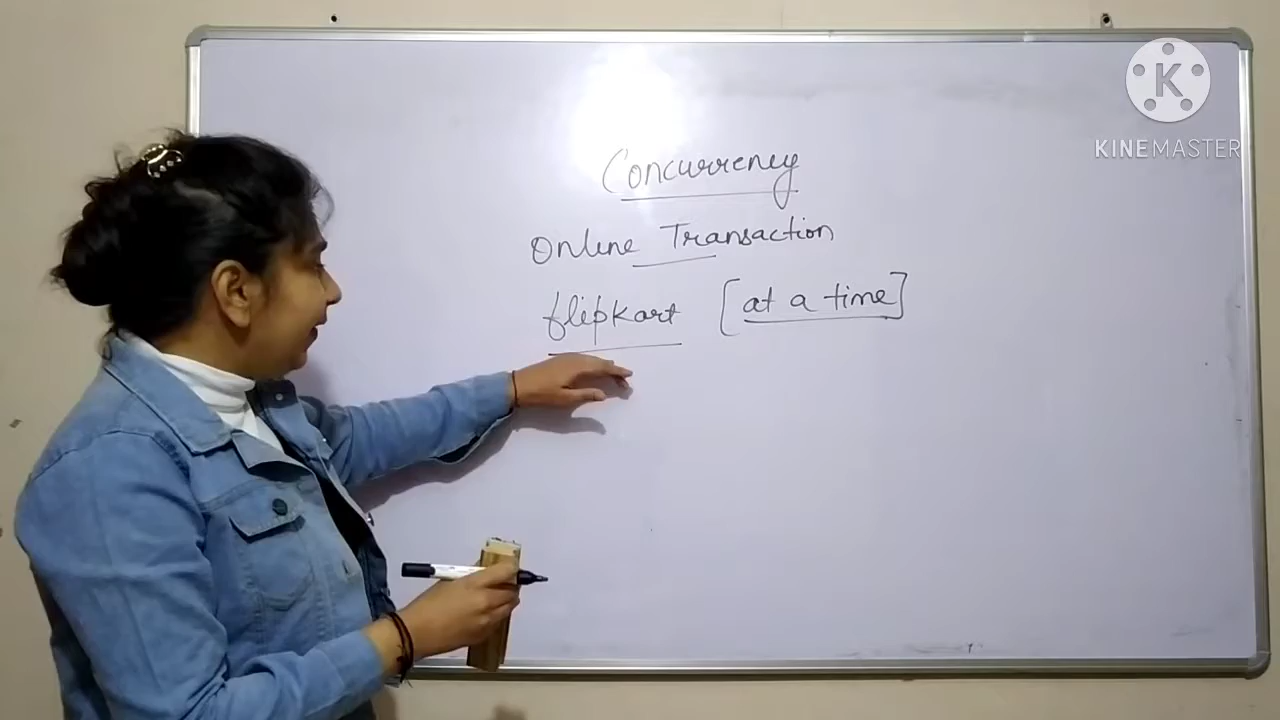 Concurrency
Online Transaction
flipkart [at a time]
K
KINEMASTER